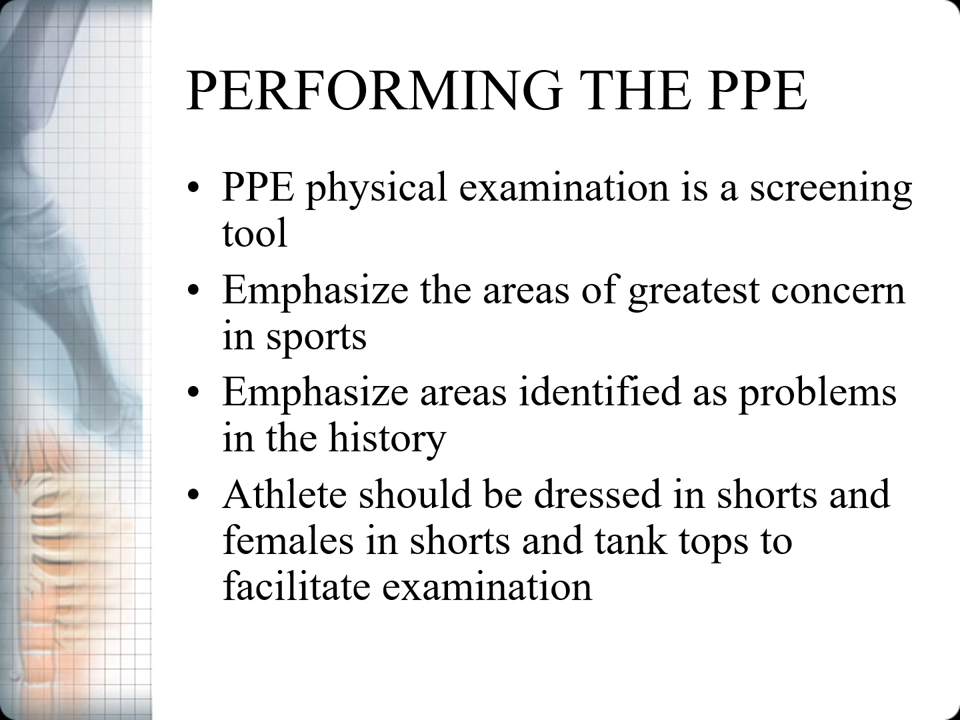 PERFORMING THE PPE
• PPE physical examination is a screening
tool
• Emphasize the areas of greatest concern
in sports
• Emphasize areas identified as problems
in the history
• Athlete should be dressed in shorts and
females in shorts and tank tops to
facilitate examination